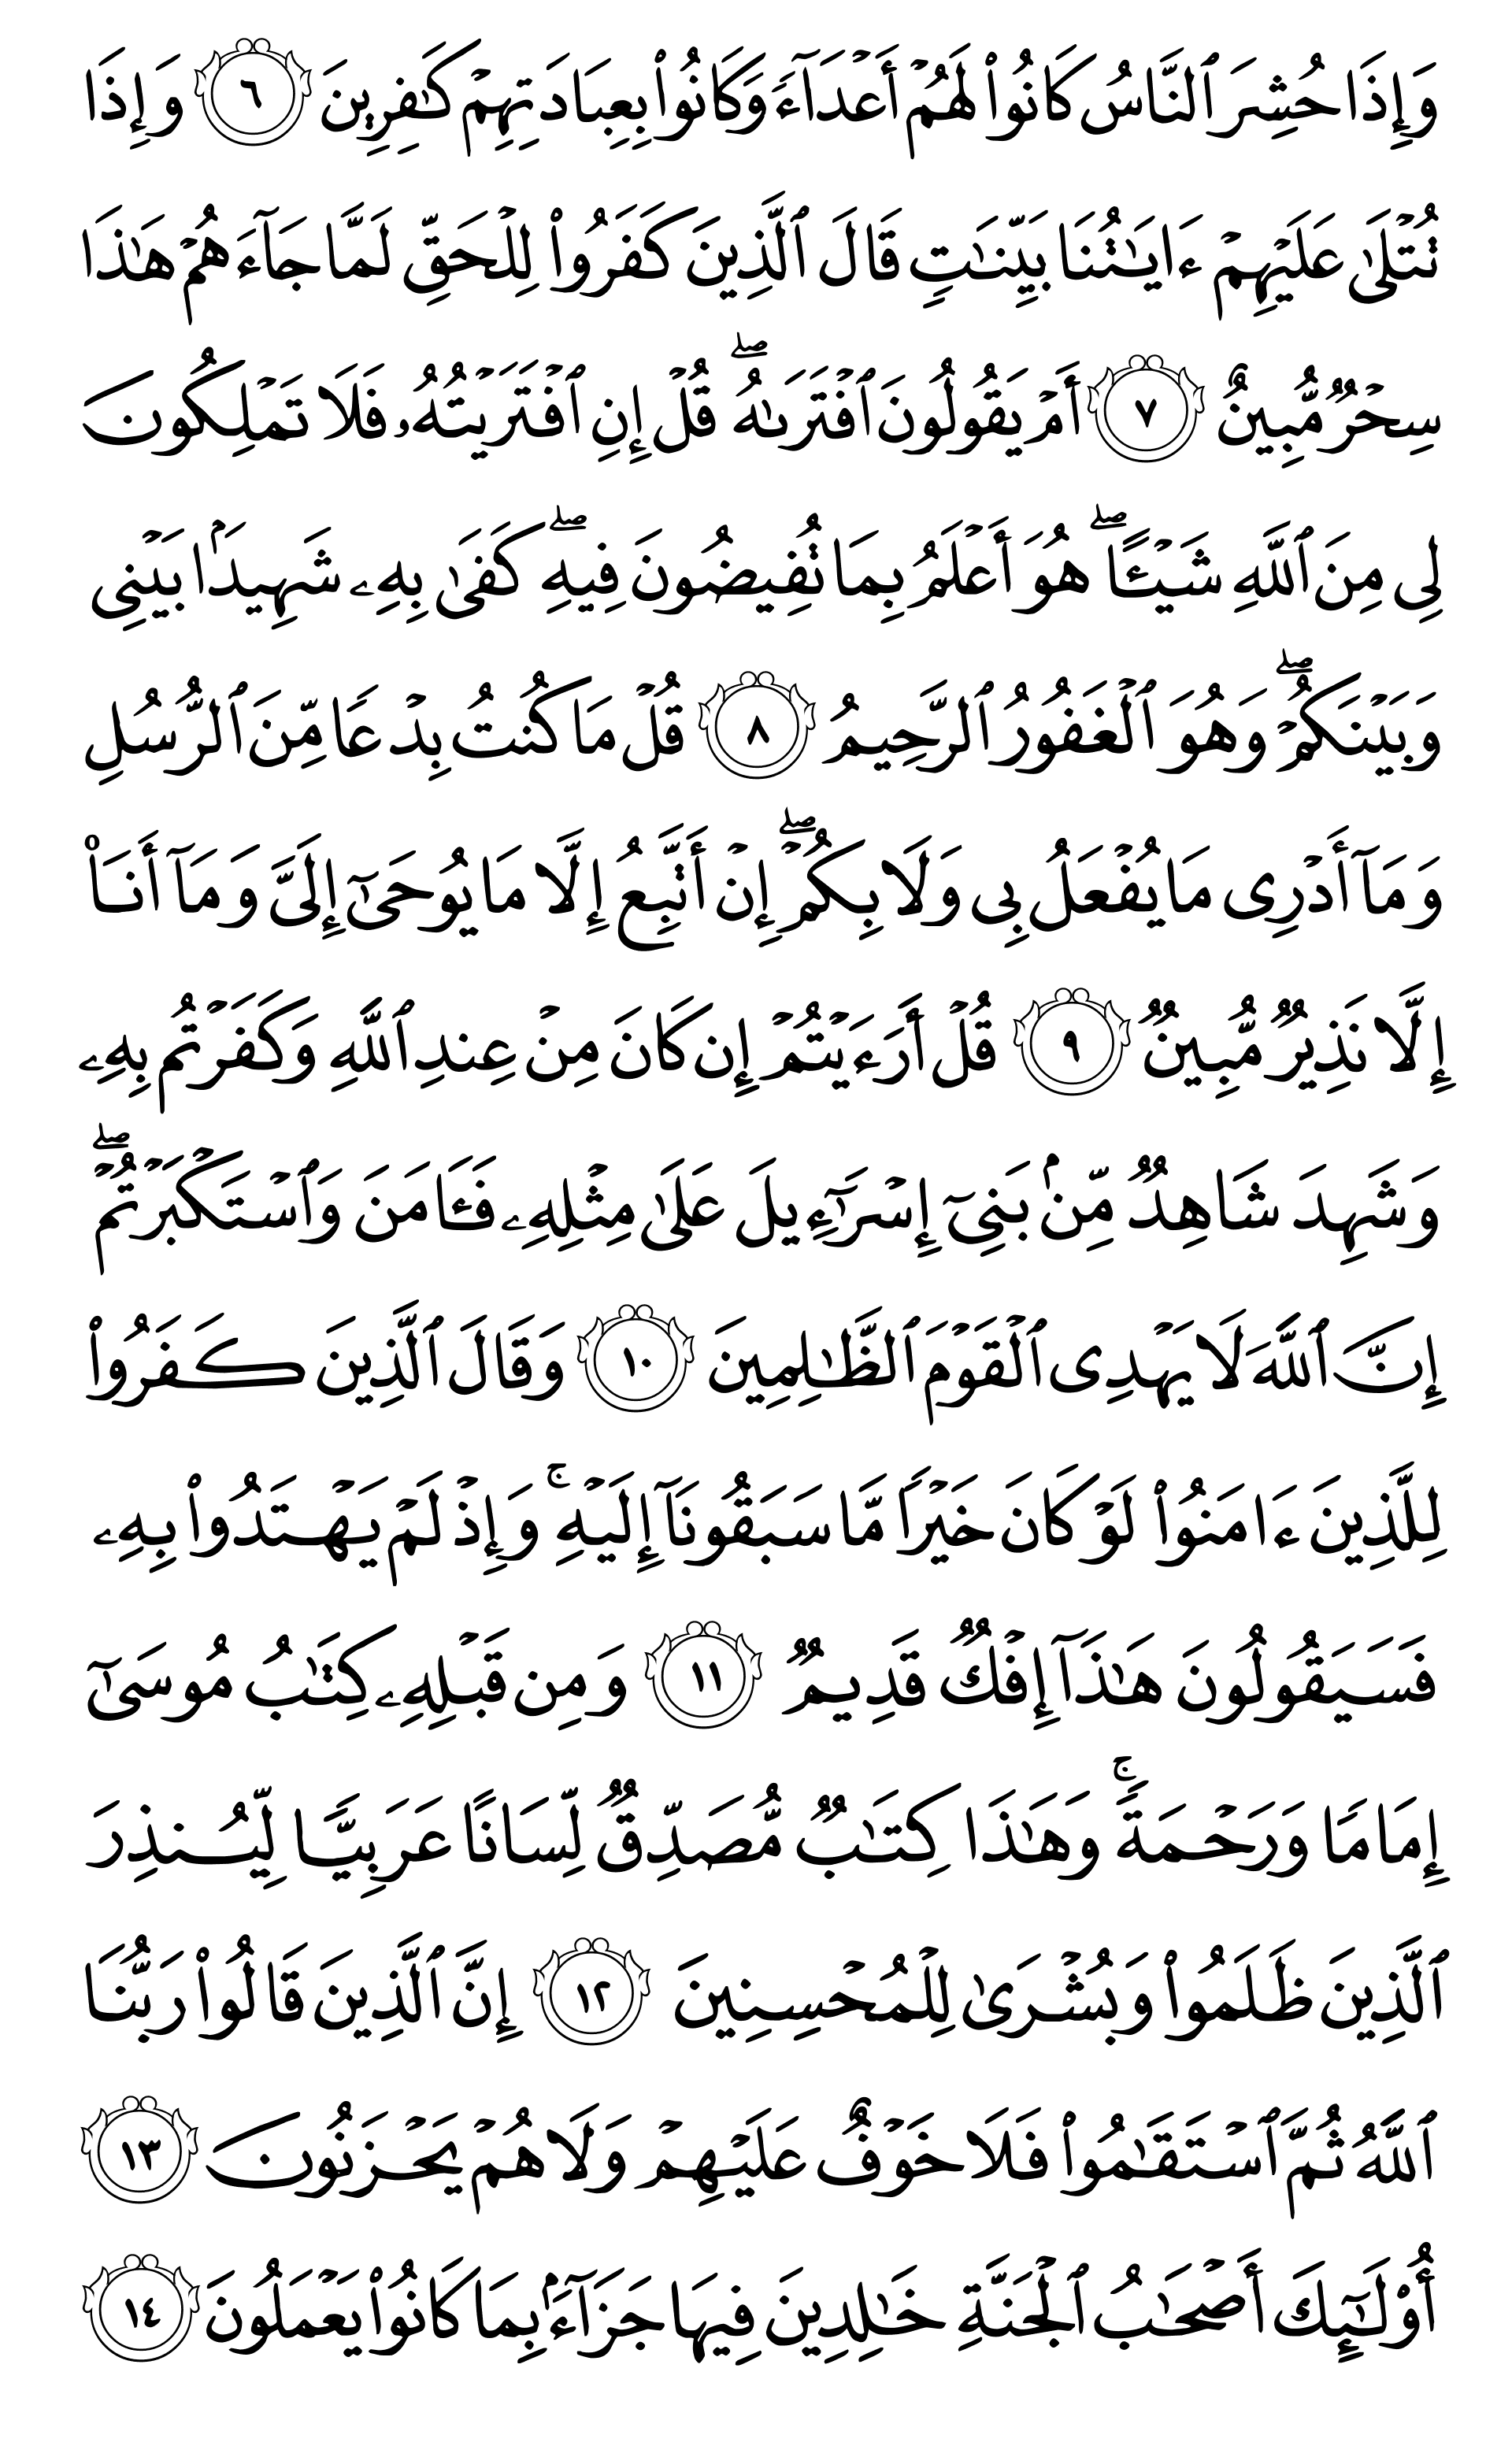 وَإِذَا حُشِرَ ٱلنَّاسُ كَانُوا۟ لَهُمْ أَعْدَآءً وَكَانُوا۟ بِعِبَادَتِهِمْ كَـٰفِرِينَ ٦ وَإِذَا
تُتْلَىٰ عَلَيْهِمْ ءَايَـٰتُنَا بَيِّنَـٰتٍ قَالَ ٱلَّذِينَ كَفَرُوا۟ لِلْحَقِّ لَمَّا جَآءَهُمْ هَـٰذَا
سِحْرٌ مُّبِينٌ ٧ أَمْ يَقُولُونَ ٱفْتَرَىٰهُ ۖ قُلْ إِنِ ٱفْتَرَيْتُهُۥ فَلَا تَمْلِكُونَ
لِى مِنَ ٱللَّهِ شَيْـًٔا ۖ هُوَ أَعْلَمُ بِمَا تُفِيضُونَ فِيهِ ۖ كَفَىٰ بِهِۦ شَهِيدًۢا بَيْنِى
وَبَيْنَكُمْ ۖ وَهُوَ ٱلْغَفُورُ ٱلرَّحِيمُ ٨ قُلْ مَا كُنتُ بِدْعًا مِّنَ ٱلرُّسُلِ
وَمَآ أَدْرِى مَا يُفْعَلُ بِى وَلَا بِكُمْ ۖ إِنْ أَتَّبِعُ إِلَّا مَا يُوحَىٰٓ إِلَىَّ وَمَآ أَنَا۠
إِلَّا نَذِيرٌ مُّبِينٌ ٩ قُلْ أَرَءَيْتُمْ إِن كَانَ مِنْ عِندِ ٱللَّهِ وَكَفَرْتُم بِهِۦ
وَشَهِدَ شَاهِدٌ مِّنۢ بَنِىٓ إِسْرَٰٓءِيلَ عَلَىٰ مِثْلِهِۦ فَـَٔامَنَ وَٱسْتَكْبَرْتُمْ ۖ
إِنَّ ٱللَّهَ لَا يَهْدِى ٱلْقَوْمَ ٱلظَّـٰلِمِينَ ١٠ وَقَالَ ٱلَّذِينَ كَفَرُوا۟
لِلَّذِينَ ءَامَنُوا۟ لَوْ كَانَ خَيْرًا مَّا سَبَقُونَآ إِلَيْهِ ۚ وَإِذْ لَمْ يَهْتَدُوا۟ بِهِۦ
فَسَيَقُولُونَ هَـٰذَآ إِفْكٌ قَدِيمٌ ١١ وَمِن قَبْلِهِۦ كِتَـٰبُ مُوسَىٰٓ
إِمَامًا وَرَحْمَةً ۚ وَهَـٰذَا كِتَـٰبٌ مُّصَدِّقٌ لِّسَانًا عَرَبِيًّا لِّيُنذِرَ
ٱلَّذِينَ ظَلَمُوا۟ وَبُشْرَىٰ لِلْمُحْسِنِينَ ١٢ إِنَّ ٱلَّذِينَ قَالُوا۟ رَبُّنَا
ٱللَّهُ ثُمَّ ٱسْتَقَـٰمُوا۟ فَلَا خَوْفٌ عَلَيْهِمْ وَلَا هُمْ يَحْزَنُونَ ١٣
أُو۟لَـٰٓئِكَ أَصْحَـٰبُ ٱلْجَنَّةِ خَـٰلِدِينَ فِيهَا جَزَآءًۢ بِمَا كَانُوا۟ يَعْمَلُونَ ١٤